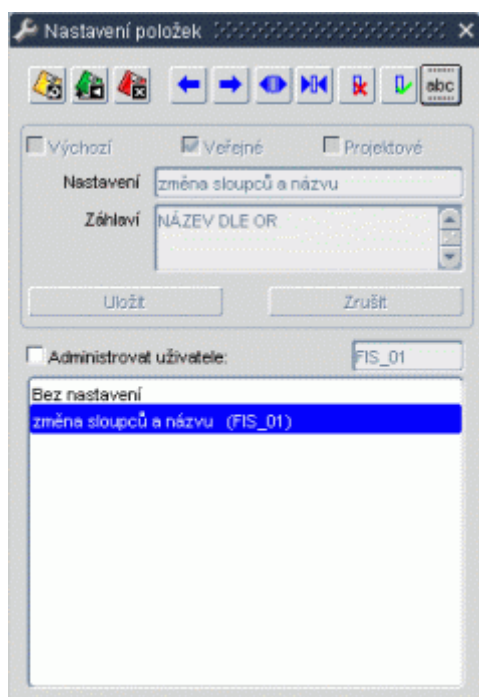 Nastavení položek
abc
Výchozí Veřejné Projektové
Nastavení změna sloupců a názvu
Záhlaví NÁZEV DLE OR
Uložit Zrušit
Administrovat uživatele: FIS_01
Bez nastavení
změna sloupců a názvu (FIS_01)